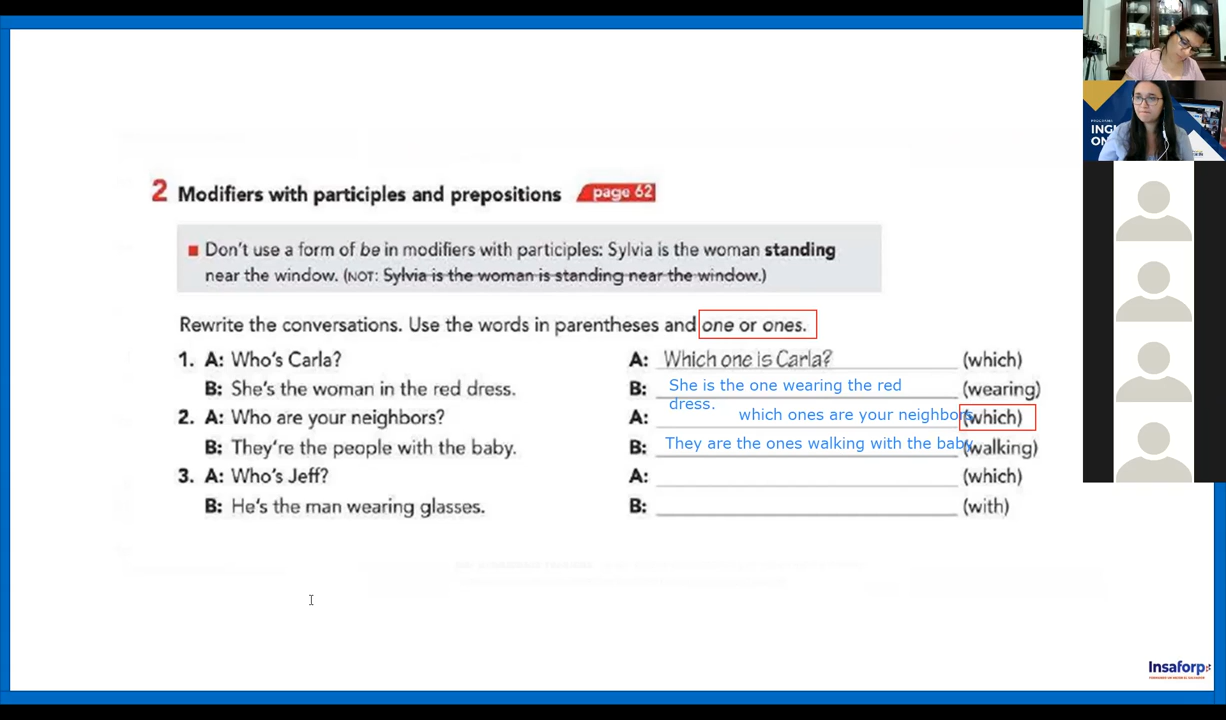 2 Modifiers with participles and prepositions page 62
■ Don't use a form of be in modifiers with participles: Sylvia is the woman standing
near the window. (NOT: Sylvia is the woman is standing near the window.)
Rewrite the conversations. Use the words in parentheses and one or ones.
1. A: Who's Carla? A: Which one is Carla? (which)
B: She's the woman in the red dress. B: She is the one wearing the red (wearing)
dress.
2. A: Who are your neighbors? A: which ones are your neighbors (which)
B: They're the people with the baby. B: They are the ones walking with the baby. (walking)
3. A: Who's Jeff? A: (which)
B: He's the man wearing glasses. B: (with)
Insaforp